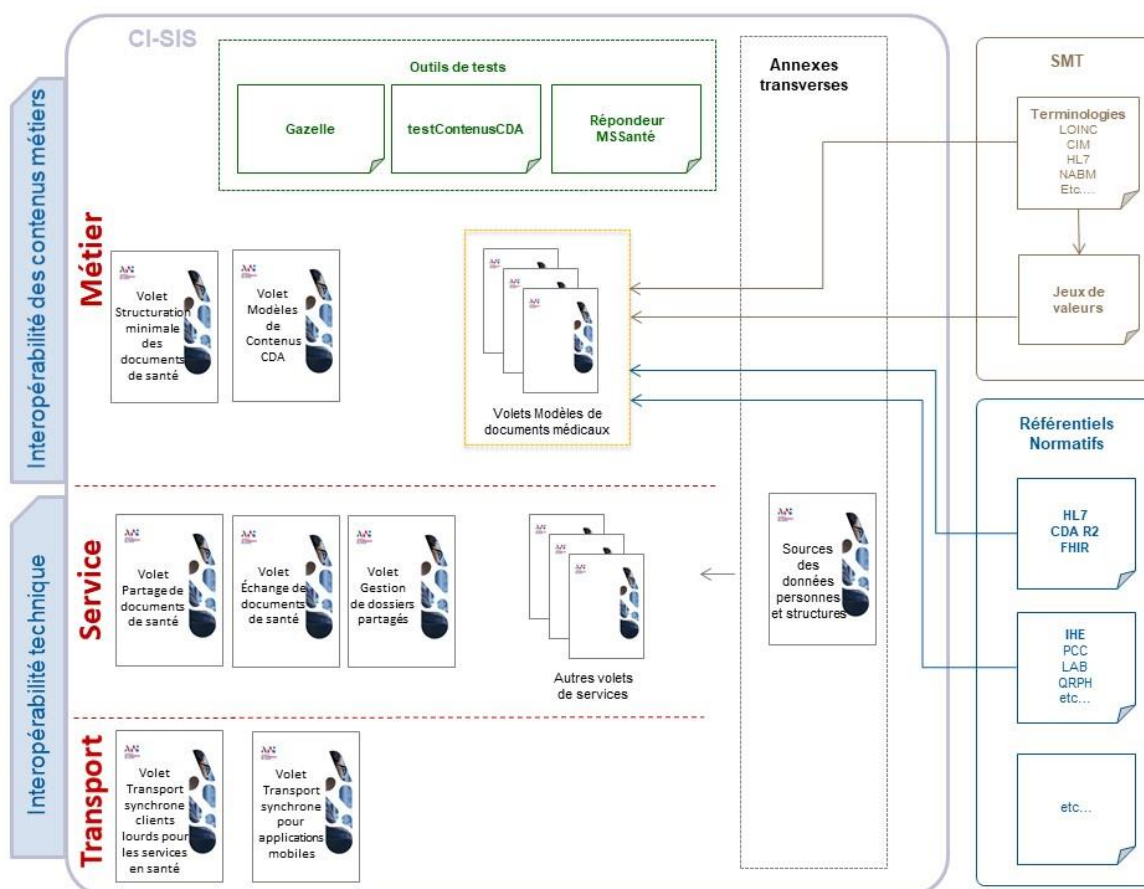 CI-SIS
Outils de tests
Gazelle
testContenusCDA
Répondeur
MSSanté
Annexes
transverses
SMT
Terminologies
LOINC
CIM
HL7
NABM
Etc....
Jeux de
valeurs
Interopérabilité des contenus métiers
Métier
Volet
Structuration
minimale
des
documents
de santé
Volet
Modèles
de
Contenus
CDA
Volets Modèles de
documents médicaux
Référentiels
Normatifs
HL7
CDA R2
FHIR
IHE
PCC
LAB
QRPH
etc...
etc...
Interopérabilité technique
Service
Volet
Partage de
documents
de santé
Volet
Échange de
documents
de santé
Volet
Gestion
de dossiers
partagés
Autres volets
de services
Sources
des
données
personnes
et structures
Transport
Volet
Transport
synchrone
clients
lourds pour
les services
en santé
Volet
Transport
synchrone
pour
applications
mobiles